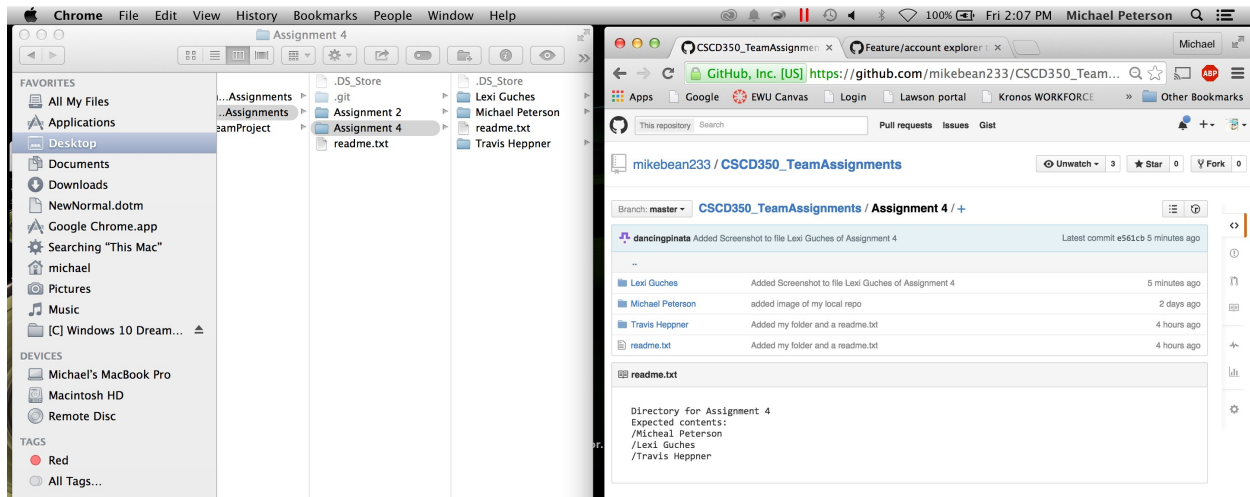 Chrome File Edit View History Bookmarks People Window Help 100% Fri 2:07 PM Michael Peterson
Assignment 4
FAVORITES
All My Files
Applications
Desktop
Documents
Downloads
NewNormal.dotm
Google Chrome.app
Searching "This Mac"
michael
Pictures
Music
[C] Windows 10 Dream...
DEVICES
Michael's MacBook Pro
Macintosh HD
Remote Disc
TAGS
Red
All Tags...
...Assignments
..Assignments
eamProject
.DS_Store
.git
Assignment 2
Assignment 4
readme.txt
.DS_Store
Lexi Guches
Michael Peterson
readme.txt
Travis Heppner
CSCD350_TeamAssignmen × Feature/account explorer × Michael
GitHub, Inc. [US] https://github.com/mikebean233/CSCD350_Team... ABP
Apps Google EWU Canvas Login Lawson portal Kronos WORKFORCE » Other Bookmarks
This repository Search Pull requests Issues Gist
mikebean233 / CSCD350_TeamAssignments Unwatch 3 Star 0 Fork 0
Branch: master CSCD350_TeamAssignments / Assignment 4 / +
dancingpinata Added Screenshot to file Lexi Guches of Assignment 4 Latest commit e561cb 5 minutes ago
..
Lexi Guches Added Screenshot to file Lexi Guches of Assignment 4 5 minutes ago
Michael Peterson added image of my local repo 2 days ago
Travis Heppner Added my folder and a readme.txt 4 hours ago
readme.txt Added my folder and a readme.txt 4 hours ago
readme.txt
Directory for Assignment 4
Expected contents:
/Micheal Peterson
/Lexi Guches
/Travis Heppner